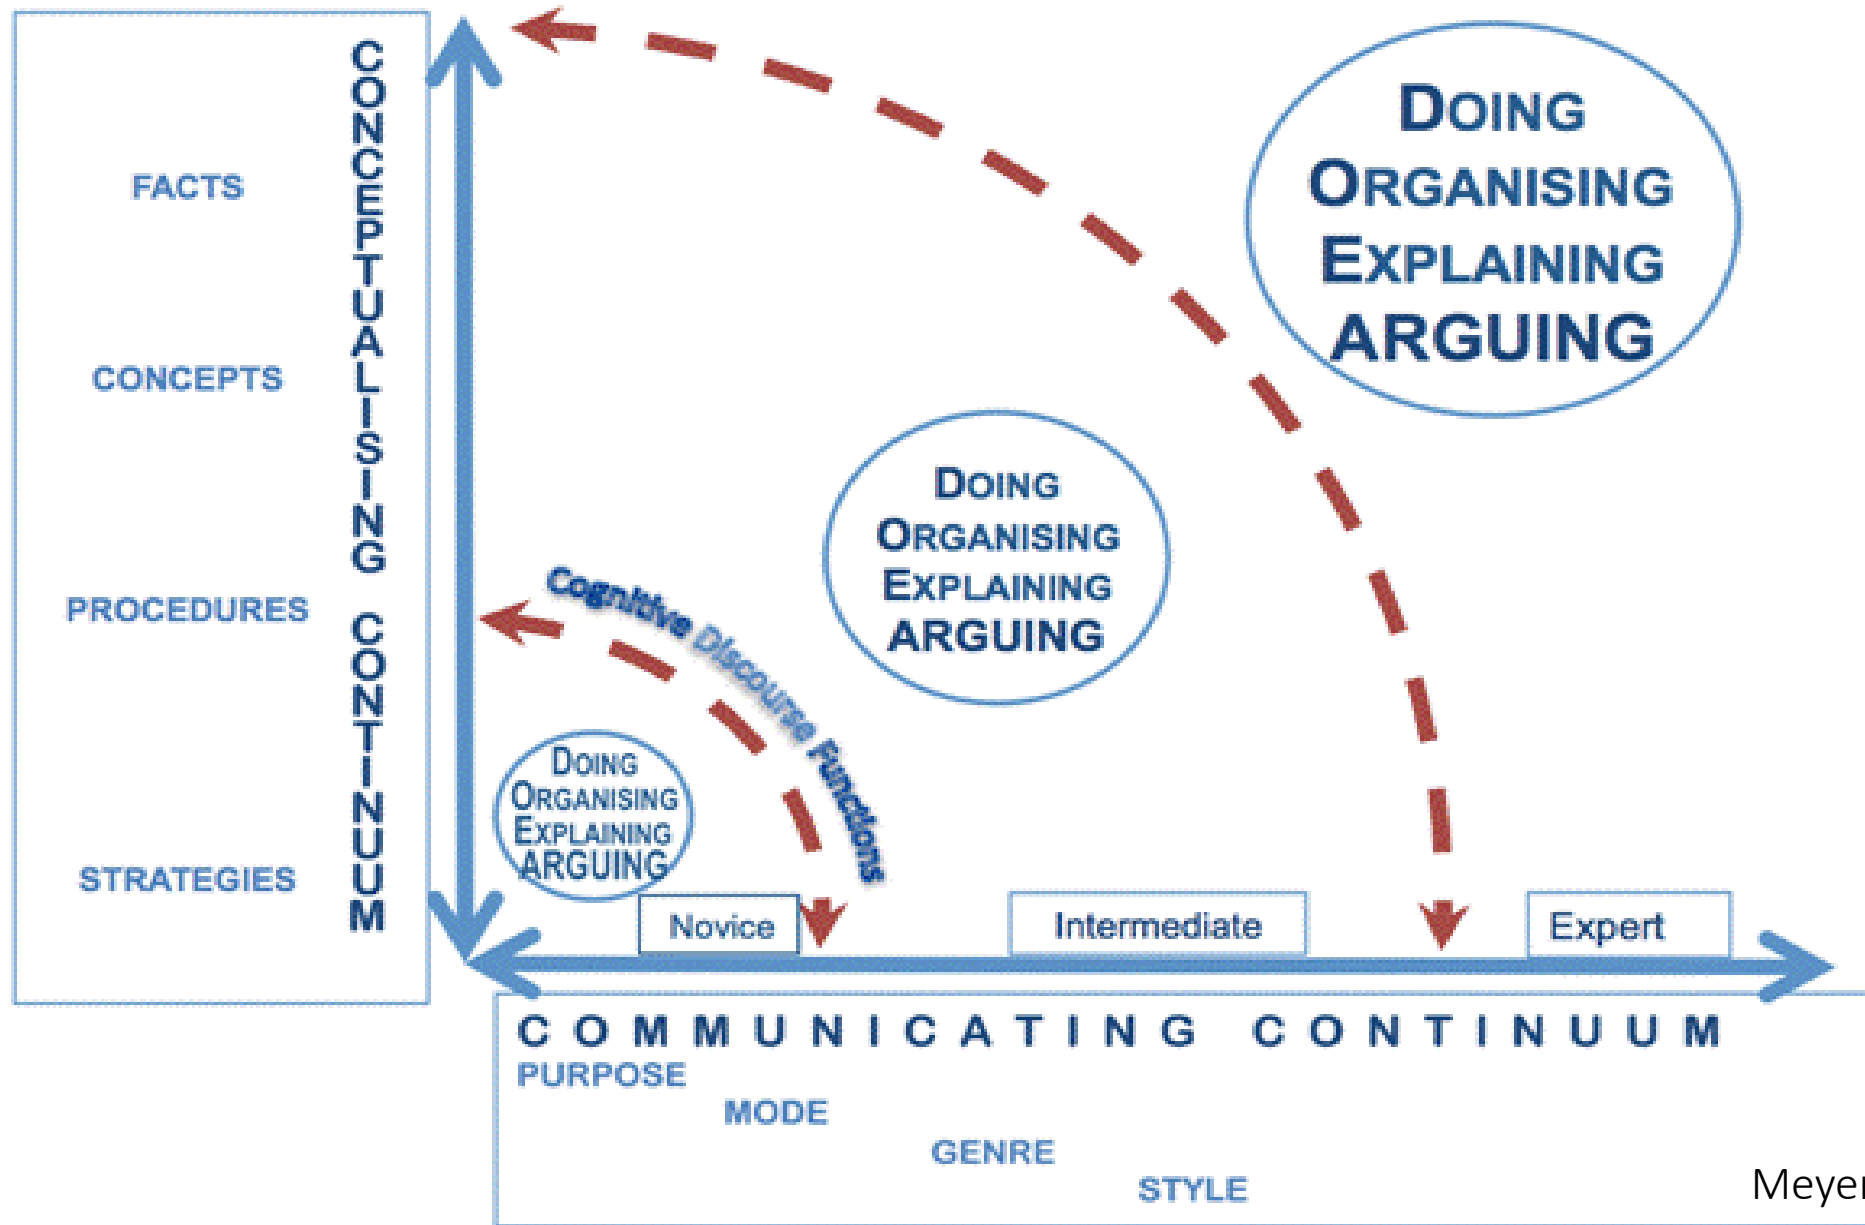 FACTS
CONCEPTS
PROCEDURES
STRATEGIES
CONCEPTUALISING CONTINUUM
DOING
ORGANISING
EXPLAINING
ARGUING
DOING
ORGANISING
EXPLAINING
ARGUING
Cognitive Discourse Functions
DOING
ORGANISING
EXPLAINING
ARGUING
Novice
Intermediate
Expert
COMMUNICATING CONTINUUM
PURPOSE
MODE
GENRE
STYLE
Meyer